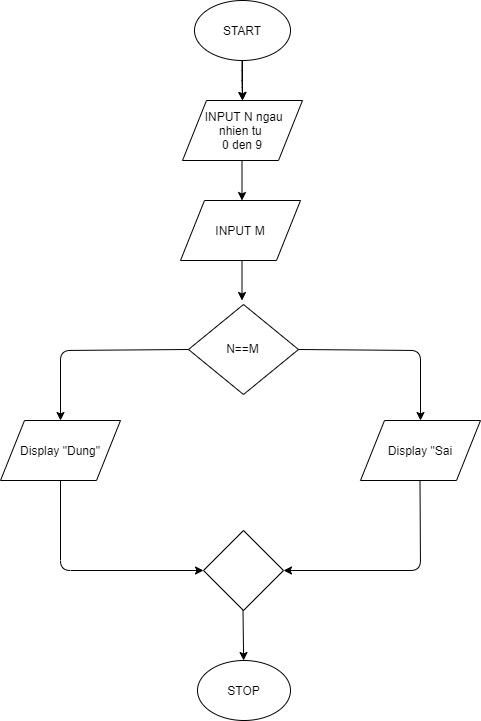 START
INPUT N ngau
nhien tu
0 den 9
INPUT M
N==M
Display "Dung"
Display "Sai
STOP